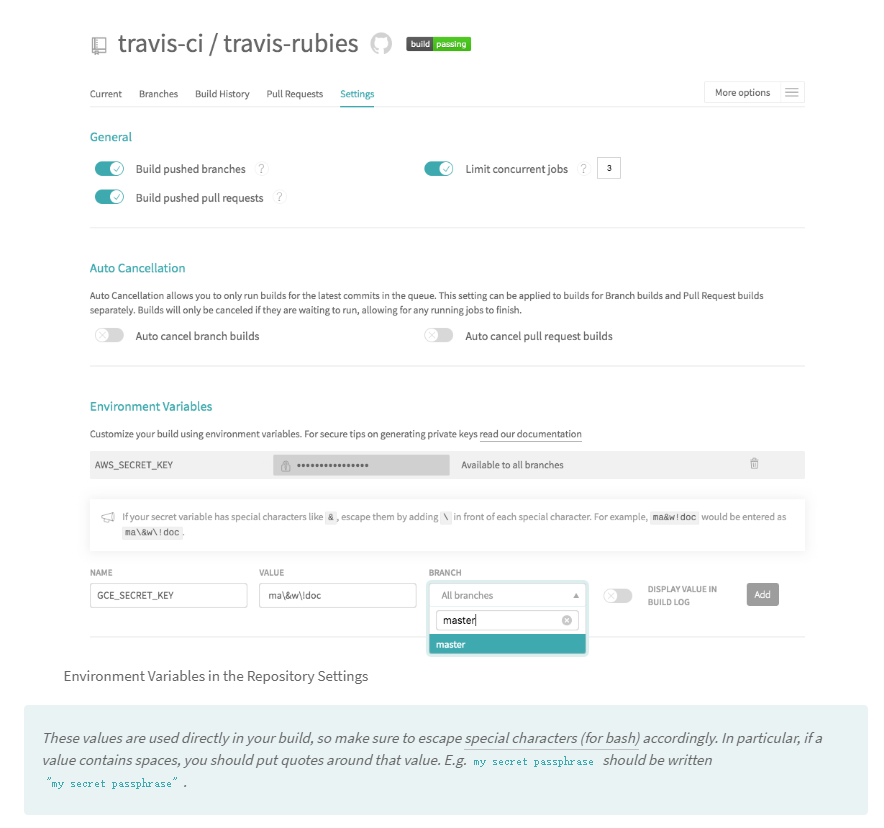 travis-ci / travis-rubies build passing
Current Branches Build History Pull Requests Settings More options
General
Build pushed branches ? Limit concurrent jobs ? 3
Build pushed pull requests ?
Auto Cancellation
Auto Cancellation allows you to only run builds for the latest commits in the queue. This setting can be applied to builds for Branch builds and Pull Request builds
separately. Builds will only be canceled if they are waiting to run, allowing for any running jobs to finish.
Auto cancel branch builds Auto cancel pull request builds
Environment Variables
Customize your build using environment variables. For secure tips on generating private keys read our documentation
AWS_SECRET_KEY •••••••••••••••• Available to all branches
If your secret variable has special characters like &, escape them by adding \ in front of each special character. For example, ma&w!doc would be entered as
ma\&w\!doc.
NAME VALUE BRANCH
GCE_SECRET_KEY ma\&w\!doc All branches DISPLAY VALUE IN
BUILD LOG
Add
master
master
Environment Variables in the Repository Settings
These values are used directly in your build, so make sure to escape special characters (for bash) accordingly. In particular, if a
value contains spaces, you should put quotes around that value. E.g. my secret passphrase should be written
"my secret passphrase" .